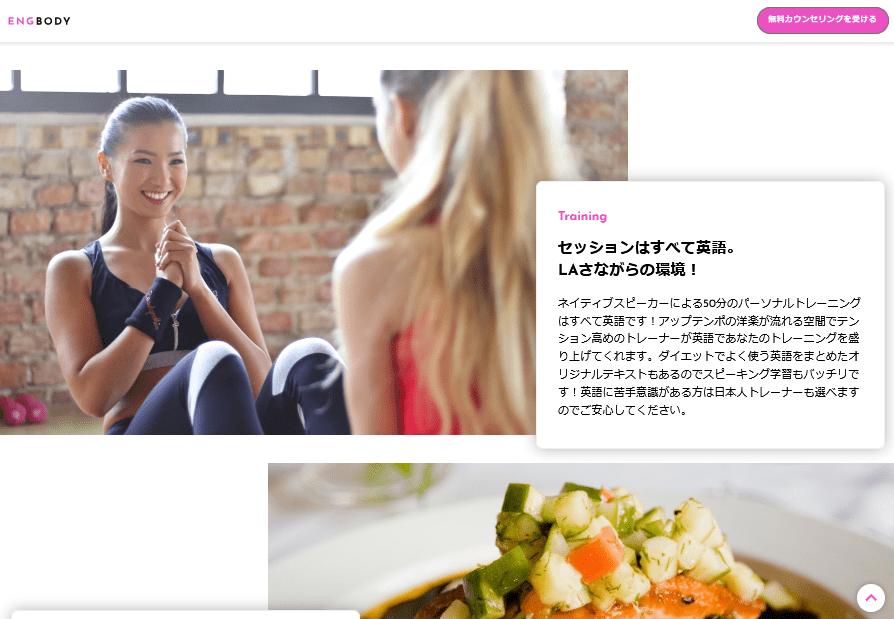 ENGBODY
無料カウンセリングを受ける
Training
セッションはすべて英語。
LAさながらの環境！
ネイティブスピーカーによる50分のパーソナルトレーニング
はすべて英語です！アップテンポの洋楽が流れる空間でテン
ション高めのトレーナーが英語であなたのトレーニングを盛
り上げてくれます。ダイエットでよく使う英語をまとめたオ
リジナルテキストもあるのでスピーキング学習もバッチリで
す！英語に苦手意識がある方は日本人トレーナーも選べます
のでご安心してください。